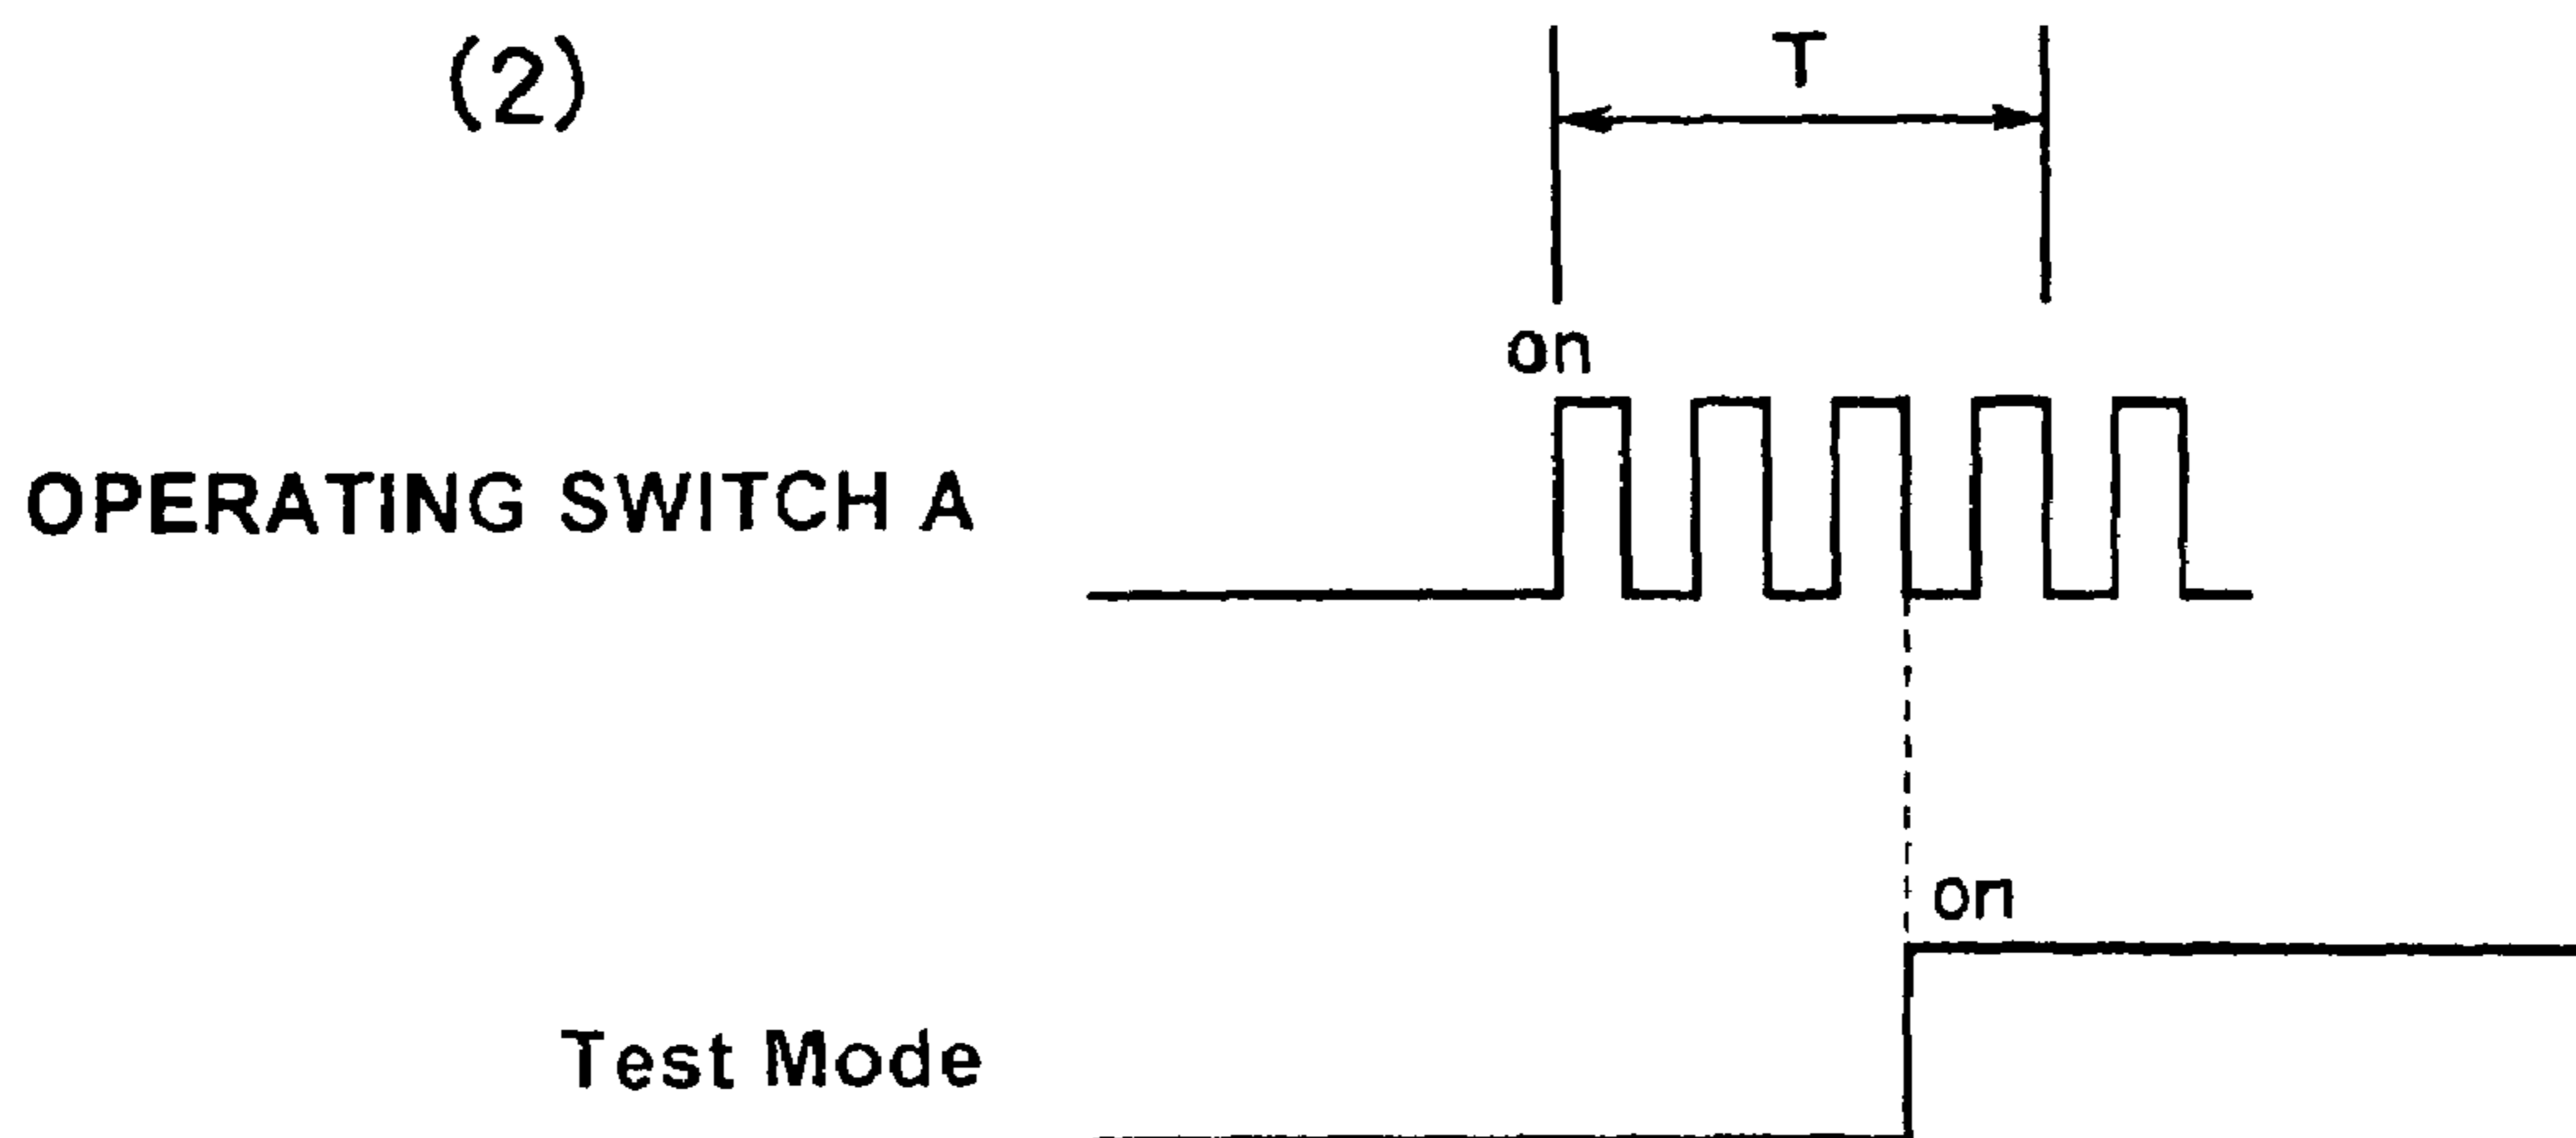 (2)
T
on
OPERATING SWITCH A
on
Test Mode